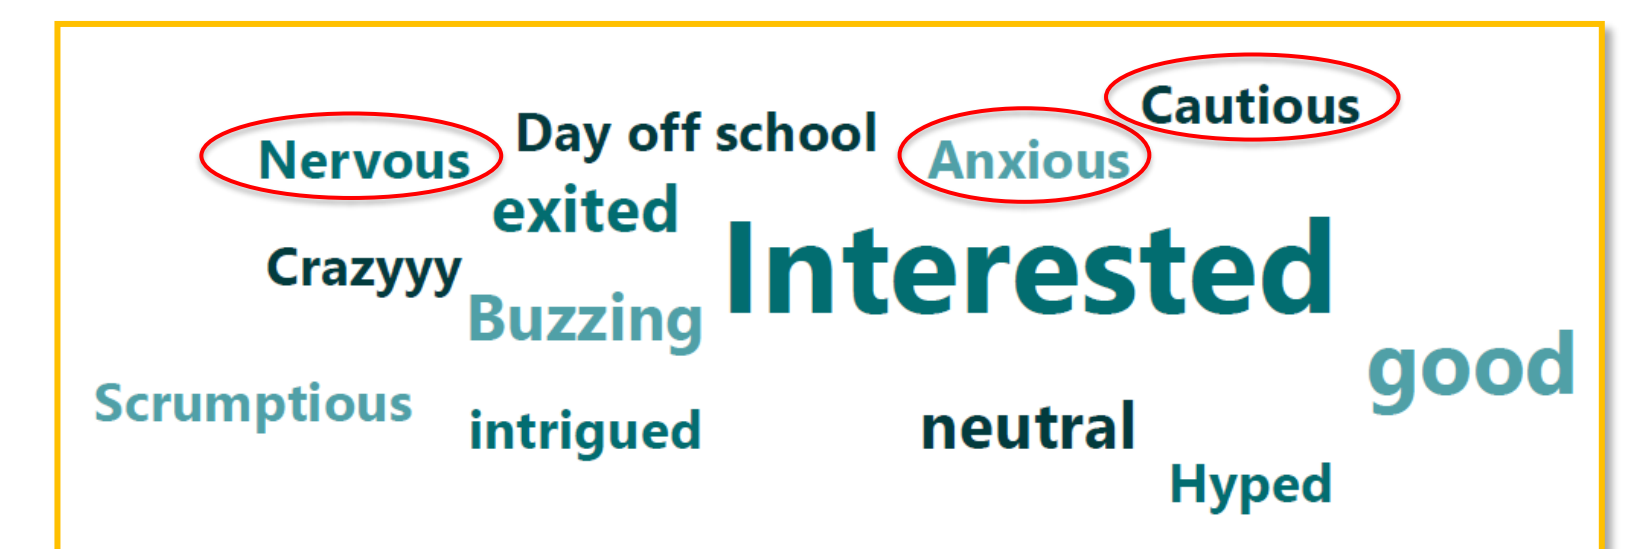 Cautious
Day off school
Nervous
Anxious
exited
Interested
Crazyyy
Buzzing
good
Scrumptious
intrigued
neutral
Hyped